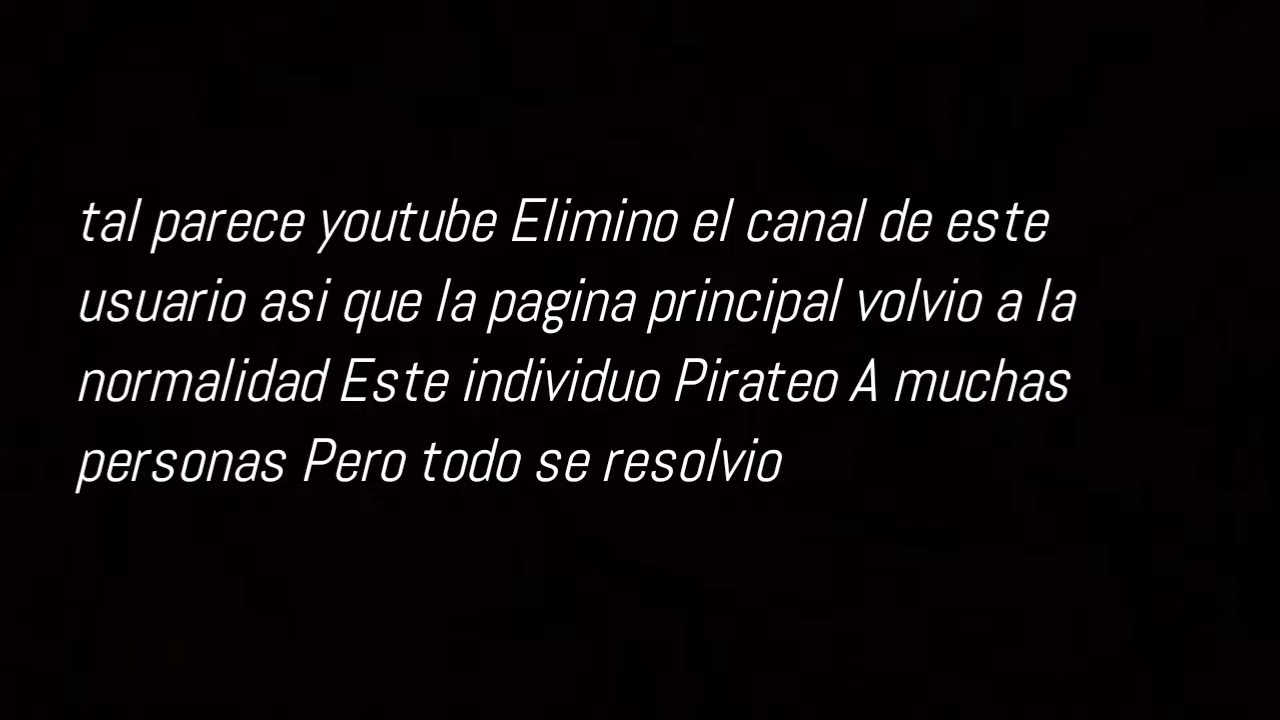 tal parece youtube Elimino el canal de este
usuario asi que la pagina principal volvio a la
normalidad Este individuo Pirateo A muchas
personas Pero todo se resolvio